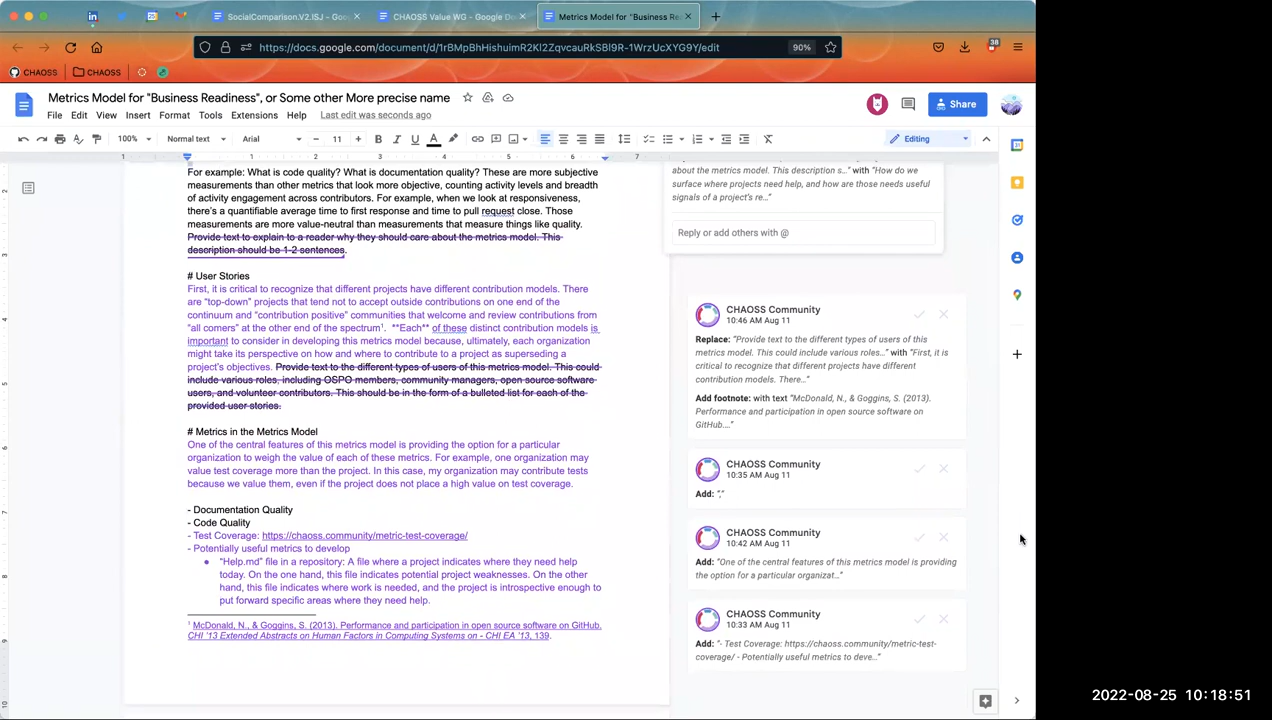 SocialComparison.V2.ISJ - Goo
CHAOSS Value WG - Google Do
Metrics Model for "Business Re
https://docs.google.com/document/d/1rBMpBhHishuimR2Kl2ZqvcauRkSBl9R-1WrzUcXYG9Y/edit
90%
38
CHAOSS
CHAOSS
Metrics Model for "Business Readiness", or Some other More precise name
File Edit View Insert Format Tools Extensions Help Last edit was seconds ago
Share
100% Normal text Arial 11 Editing
1 1 2 3 4 5 6 7
For example: What is code quality? What is documentation quality? These are more subjective
measurements than other metrics that look more objective, counting activity levels and breadth
of activity engagement across contributors. For example, when we look at responsiveness,
there's a quantifiable average time to first response and time to pull request close. Those
measurements are more value-neutral than measurements that measure things like quality.
Provide text to explain to a reader why they should care about the metrics model. This
description should be 1-2 sentences.
# User Stories
First, it is critical to recognize that different projects have different contribution models. There
are “top-down” projects that tend not to accept outside contributions on one end of the
continuum and “contribution positive” communities that welcome and review contributions from
“all comers” at the other end of the spectrum¹. **Each** of these distinct contribution models is
important to consider in developing this metrics model because, ultimately, each organization
might take its perspective on how and where to contribute to a project as superseding a
project's objectives. Provide text to the different types of users of this metrics model. This could
include various roles, including OSPO members, community managers, open source software
users, and volunteer contributors. This should be in the form of a bulleted list for each of the
provided user stories.
# Metrics in the Metrics Model
One of the central features of this metrics model is providing the option for a particular
organization to weigh the value of each of these metrics. For example, one organization may
value test coverage more than the project. In this case, my organization may contribute tests
because we value them, even if the project does not place a high value on test coverage.
- Documentation Quality
- Code Quality
- Test Coverage: https://chaoss.community/metric-test-coverage/
- Potentially useful metrics to develop
● “Help.md” file in a repository: A file where a project indicates where they need help
today. On the one hand, this file indicates potential project weaknesses. On the other
hand, this file indicates where work is needed, and the project is introspective enough to
put forward specific areas where they need help.
¹ McDonald, N., & Goggins, S. (2013). Performance and participation in open source software on GitHub.
CHI '13 Extended Abstracts on Human Factors in Computing Systems on - CHI EA '13, 139.
about the metrics model. This description s...” with “How do we
surface where projects need help, and how are those needs useful
signals of a project's re...”
Reply or add others with @
CHAOSS Community
10:46 AM Aug 11
Replace: “Provide text to the different types of users of this
metrics model. This could include various roles...” with “First, it is
critical to recognize that different projects have different
contribution models. There...”
Add footnote: with text “McDonald, N., & Goggins, S. (2013).
Performance and participation in open source software on
GitHub....”
CHAOSS Community
10:35 AM Aug 11
Add: “,”
CHAOSS Community
10:42 AM Aug 11
Add: “One of the central features of this metrics model is providing
the option for a particular organizat...”
CHAOSS Community
10:33 AM Aug 11
Add: “- Test Coverage: https://chaoss.community/metric-test-
coverage/ - Potentially useful metrics to deve...”
2022-08-25 10:18:51